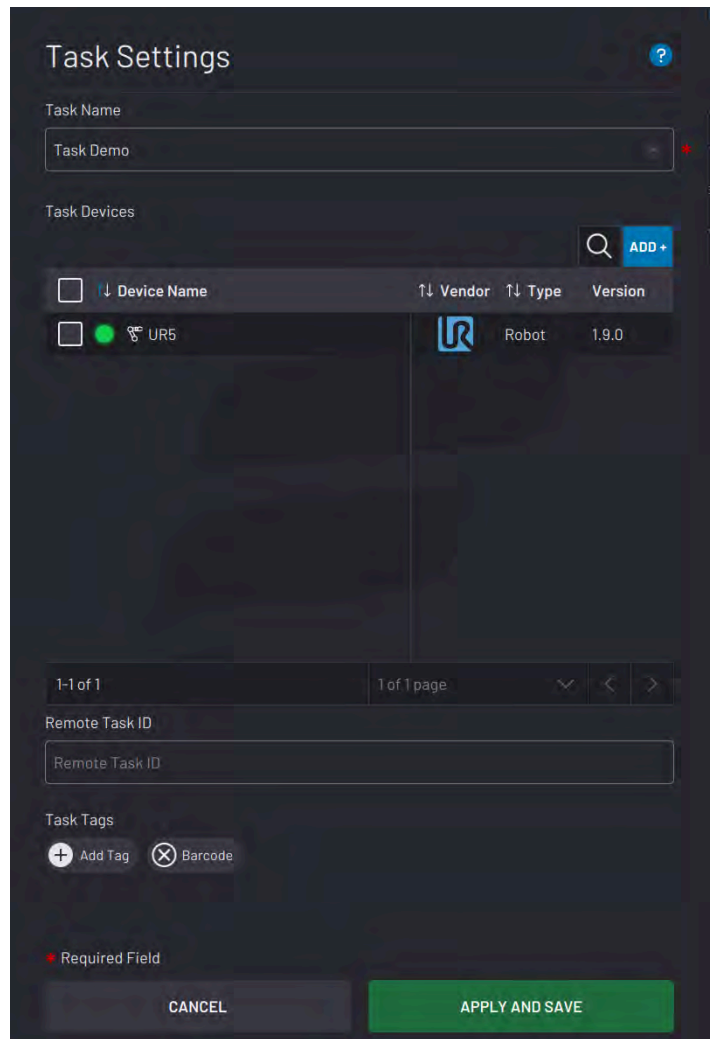 Task Settings
?
Task Name
Task Demo
*
Task Devices
ADD +
↑↓ Device Name ↑↓ Vendor ↑↓ Type Version
UR5 UR Robot 1.9.0
1-1 of 1 1 of 1 page
Remote Task ID
Remote Task ID
Task Tags
Add Tag Barcode
* Required Field
CANCEL APPLY AND SAVE